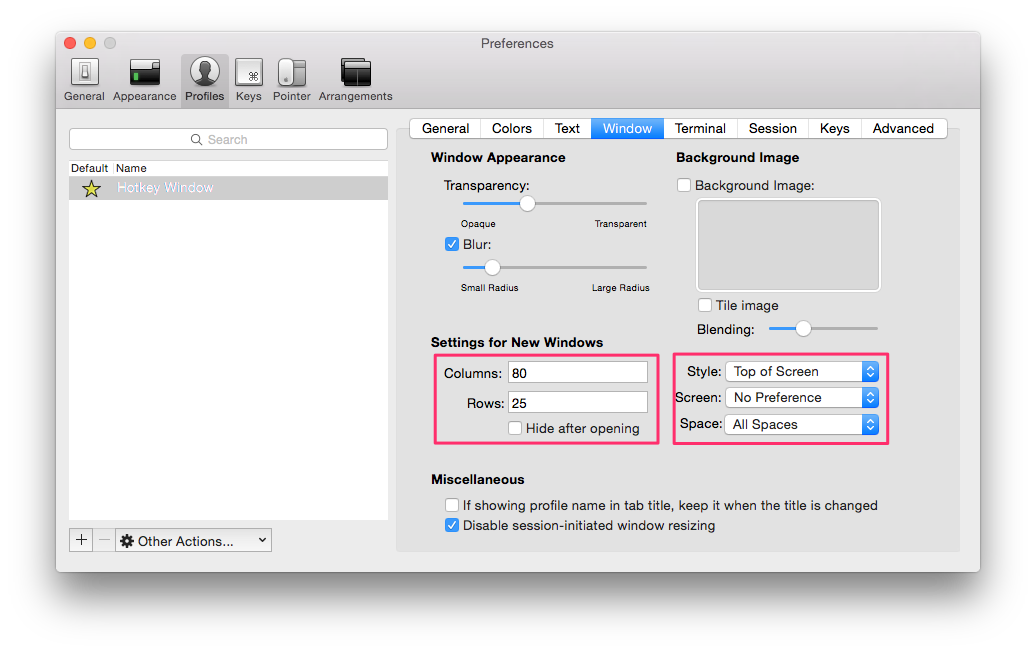 Preferences
General Appearance Profiles Keys Pointer Arrangements
Search
Default Name
Hotkey Window
Other Actions...
General Colors Text Window Terminal Session Keys Advanced
Window Appearance
Transparency:
Opaque Transparent
Blur:
Small Radius Large Radius
Background Image
Background Image:
Tile image
Blending:
Settings for New Windows
Columns: 80
Rows: 25
Hide after opening
Style: Top of Screen
Screen: No Preference
Space: All Spaces
Miscellaneous
If showing profile name in tab title, keep it when the title is changed
Disable session-initiated window resizing